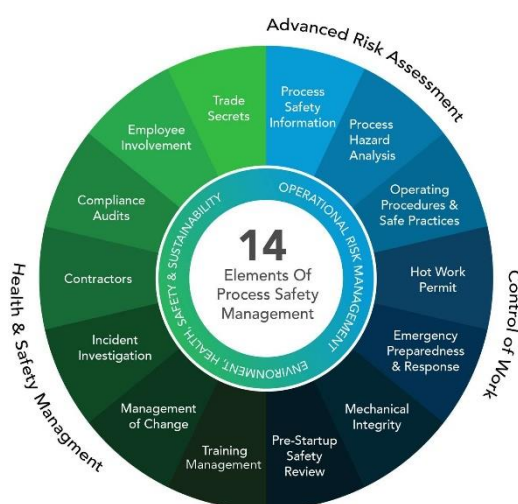 Advanced Risk Assessment
Process
Safety
Information
Process
Hazard
Analysis
Operating
Procedures &
Safe Practices
Hot Work
Permit
Control of Work
Emergency
Preparedness
& Response
Mechanical
Integrity
Pre-Startup
Safety
Review
Training
Management
Management
of Change
Incident
Investigation
Health & Safety Managment
Contractors
Compliance
Audits
Employee
Involvement
Trade
Secrets
OPERATIONAL RISK MANAGEMENT
ENVIRONMENT, HEALTH, SAFETY & SUSTAINABILITY
14
Elements Of
Process Safety
Management